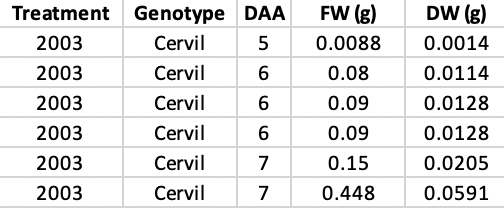 Treatment Genotype DAA FW (g) DW (g)
2003 Cervil 5 0.0088 0.0014
2003 Cervil 6 0.08 0.0114
2003 Cervil 6 0.09 0.0128
2003 Cervil 6 0.09 0.0128
2003 Cervil 7 0.15 0.0205
2003 Cervil 7 0.448 0.0591